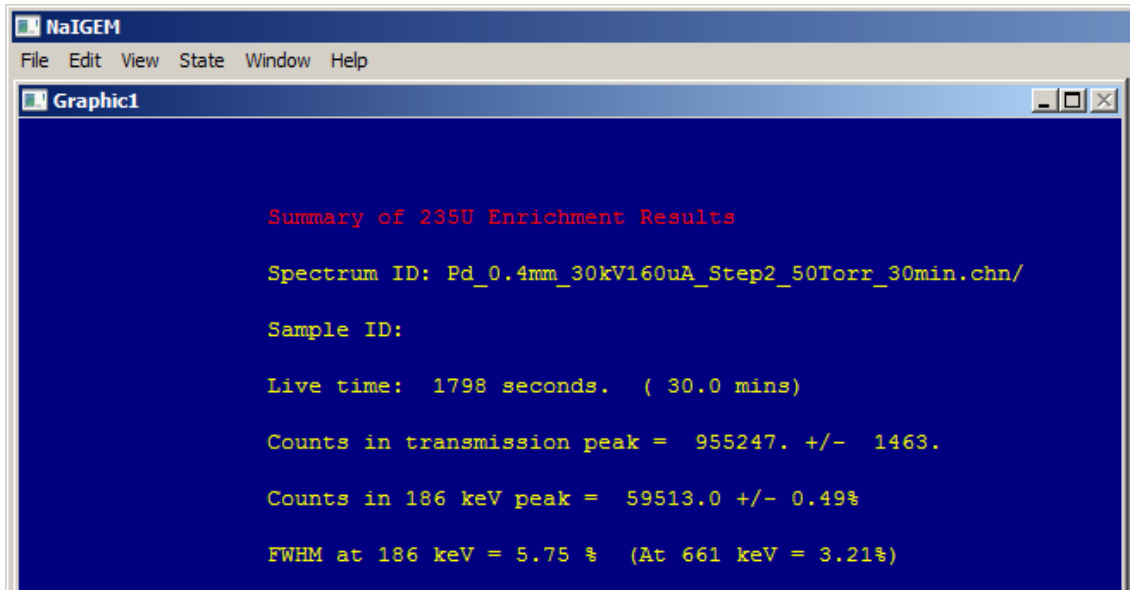 NaIGEM
File Edit View State Window Help
Graphic1
Summary of 235U Enrichment Results
Spectrum ID: Pd_0.4mm_30kV160uA_Step2_50Torr_30min.chn/
Sample ID:
Live time:  1798 seconds.  ( 30.0 mins)
Counts in transmission peak =  955247. +/-  1463.
Counts in 186 keV peak =  59513.0 +/- 0.49%
FWHM at 186 keV = 5.75 %  (At 661 keV = 3.21%)